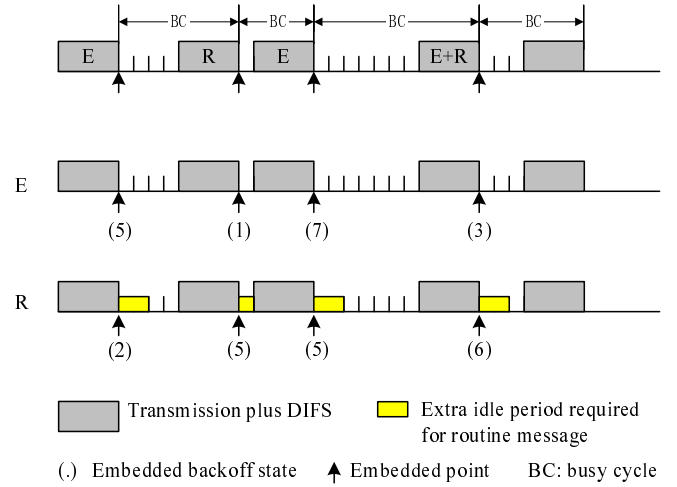 BC BC BC BC
E R E E+R
E
(5) (1) (7) (3)
R
(2) (5) (5) (6)
Transmission plus DIFS
Extra idle period required
for routine message
(.) Embedded backoff state
Embedded point
BC: busy cycle